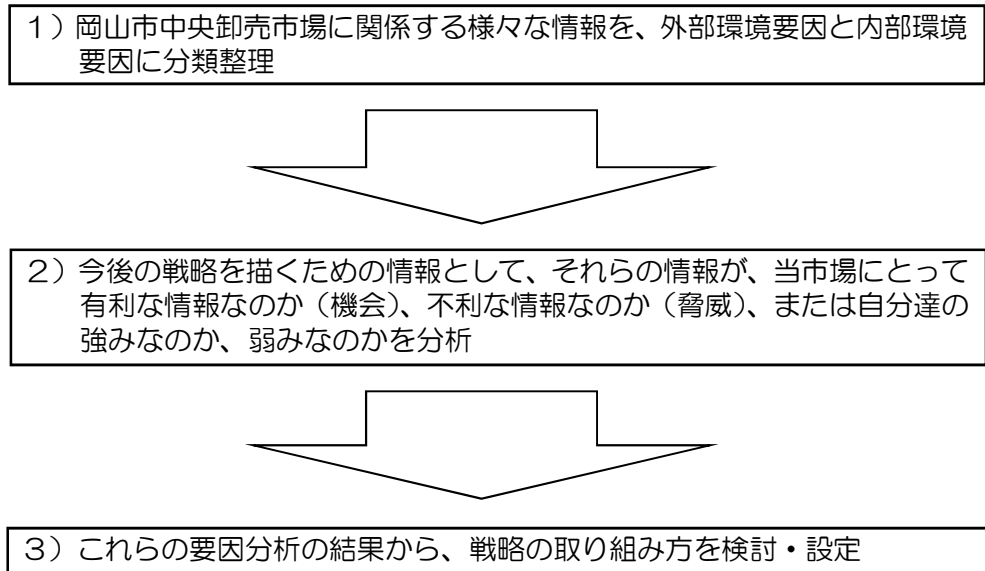 １）岡山市中央卸売市場に関係する様々な情報を、外部環境要因と内部環境
要因に分類整理
２）今後の戦略を描くための情報として、それらの情報が、当市場にとって
有利な情報なのか（機会）、不利な情報なのか（脅威）、または自分達の
強みなのか、弱みなのかを分析
３）これらの要因分析の結果から、戦略の取り組み方を検討・設定